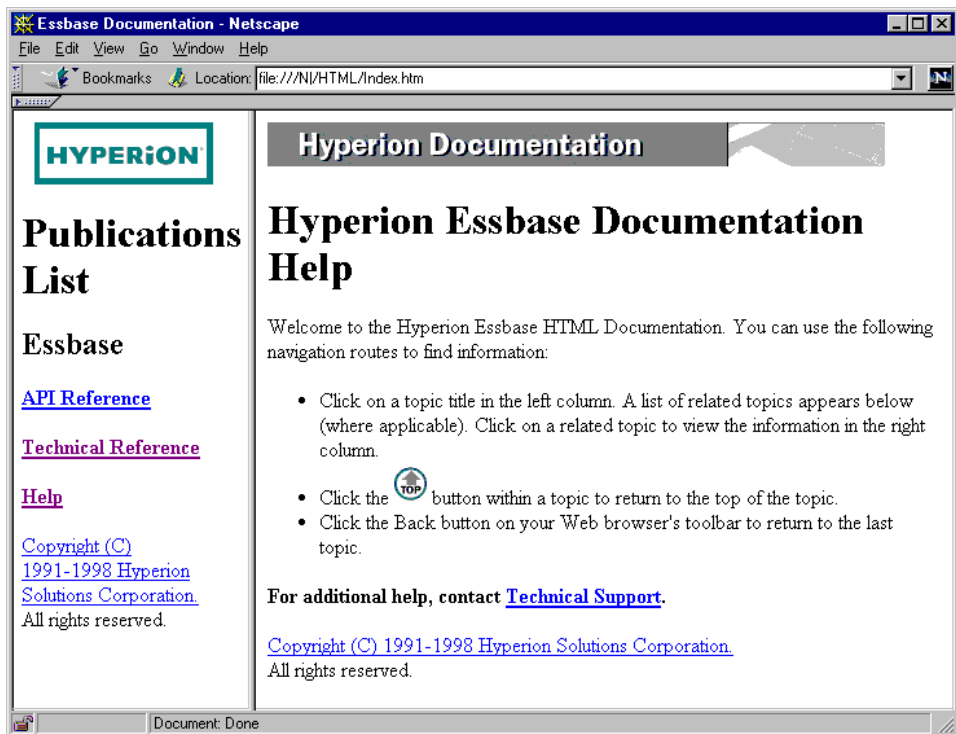 Essbase Documentation - Netscape
File Edit View Go Window Help
Bookmarks Location: file:///N|/HTML/Index.htm
N
HYPERiON
Publications
List
Essbase
API Reference
Technical Reference
Help
Copyright (C)
1991-1998 Hyperion
Solutions Corporation.
All rights reserved.
Hyperion Documentation
Hyperion Essbase Documentation
Help
Welcome to the Hyperion Essbase HTML Documentation. You can use the following
navigation routes to find information:
• Click on a topic title in the left column. A list of related topics appears below
(where applicable). Click on a related topic to view the information in the right
column.
• Click the TOP button within a topic to return to the top of the topic.
• Click the Back button on your Web browser's toolbar to return to the last
topic.
For additional help, contact Technical Support.
Copyright (C) 1991-1998 Hyperion Solutions Corporation.
All rights reserved.
Document: Done